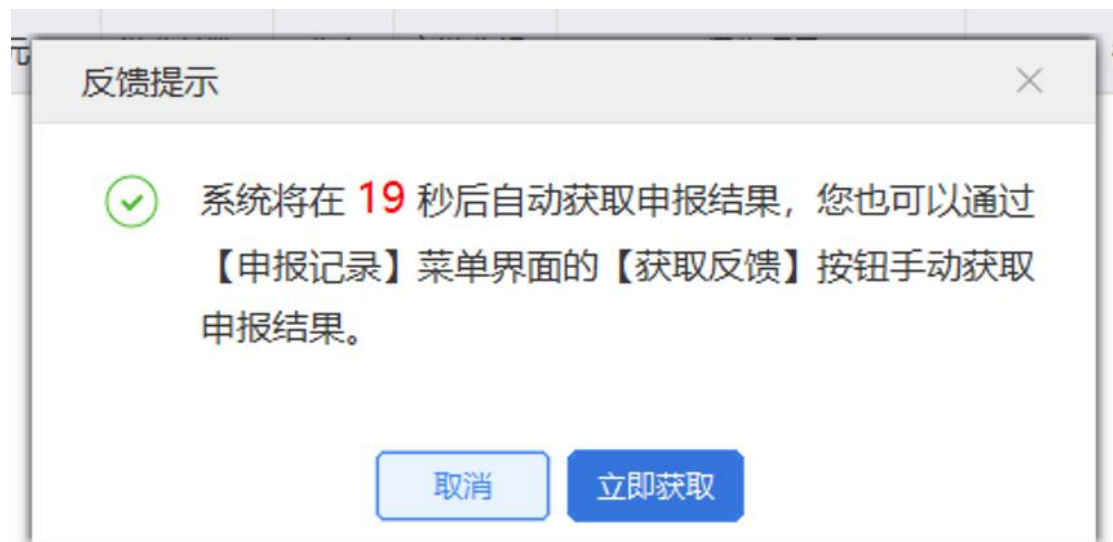 元
反馈提示
系统将在 19 秒后自动获取申报结果，您也可以通过
【申报记录】菜单界面的【获取反馈】按钮手动获取
申报结果。
取消
立即获取